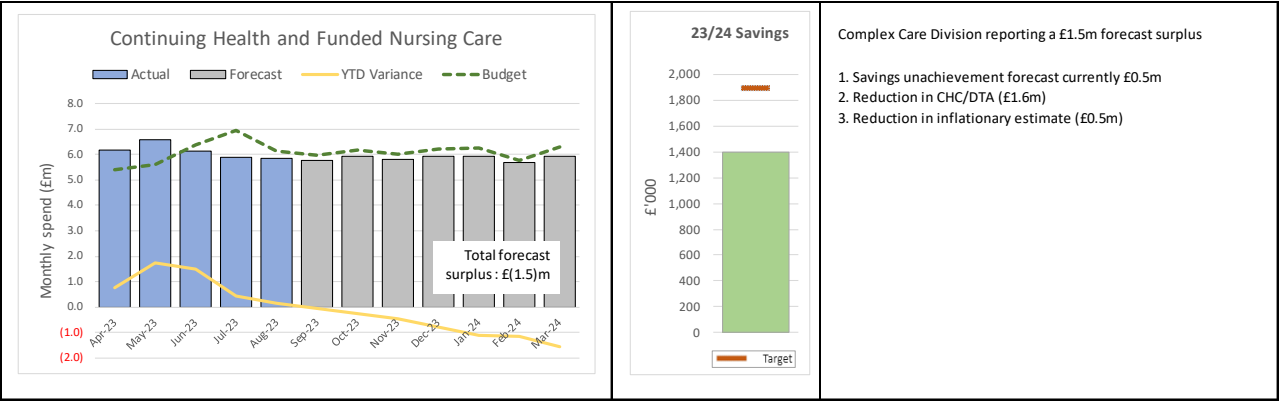 Continuing Health and Funded Nursing Care
Actual Forecast YTD Variance Budget
Monthly spend (£m)
8.0
7.0
6.0
5.0
4.0
3.0
2.0
1.0
0.0
(1.0)
(2.0)
Apr-23 May-23 Jun-23 Jul-23 Aug-23 Sep-23 Oct-23 Nov-23 Dec-23 Jan-24 Feb-24 Mar-24
Total forecast
surplus : £(1.5)m
23/24 Savings
£'000
2,000
1,800
1,600
1,400
1,200
1,000
800
600
400
200
0
Target
Complex Care Division reporting a £1.5m forecast surplus
1. Savings unachievement forecast currently £0.5m
2. Reduction in CHC/DTA (£1.6m)
3. Reduction in inflationary estimate (£0.5m)